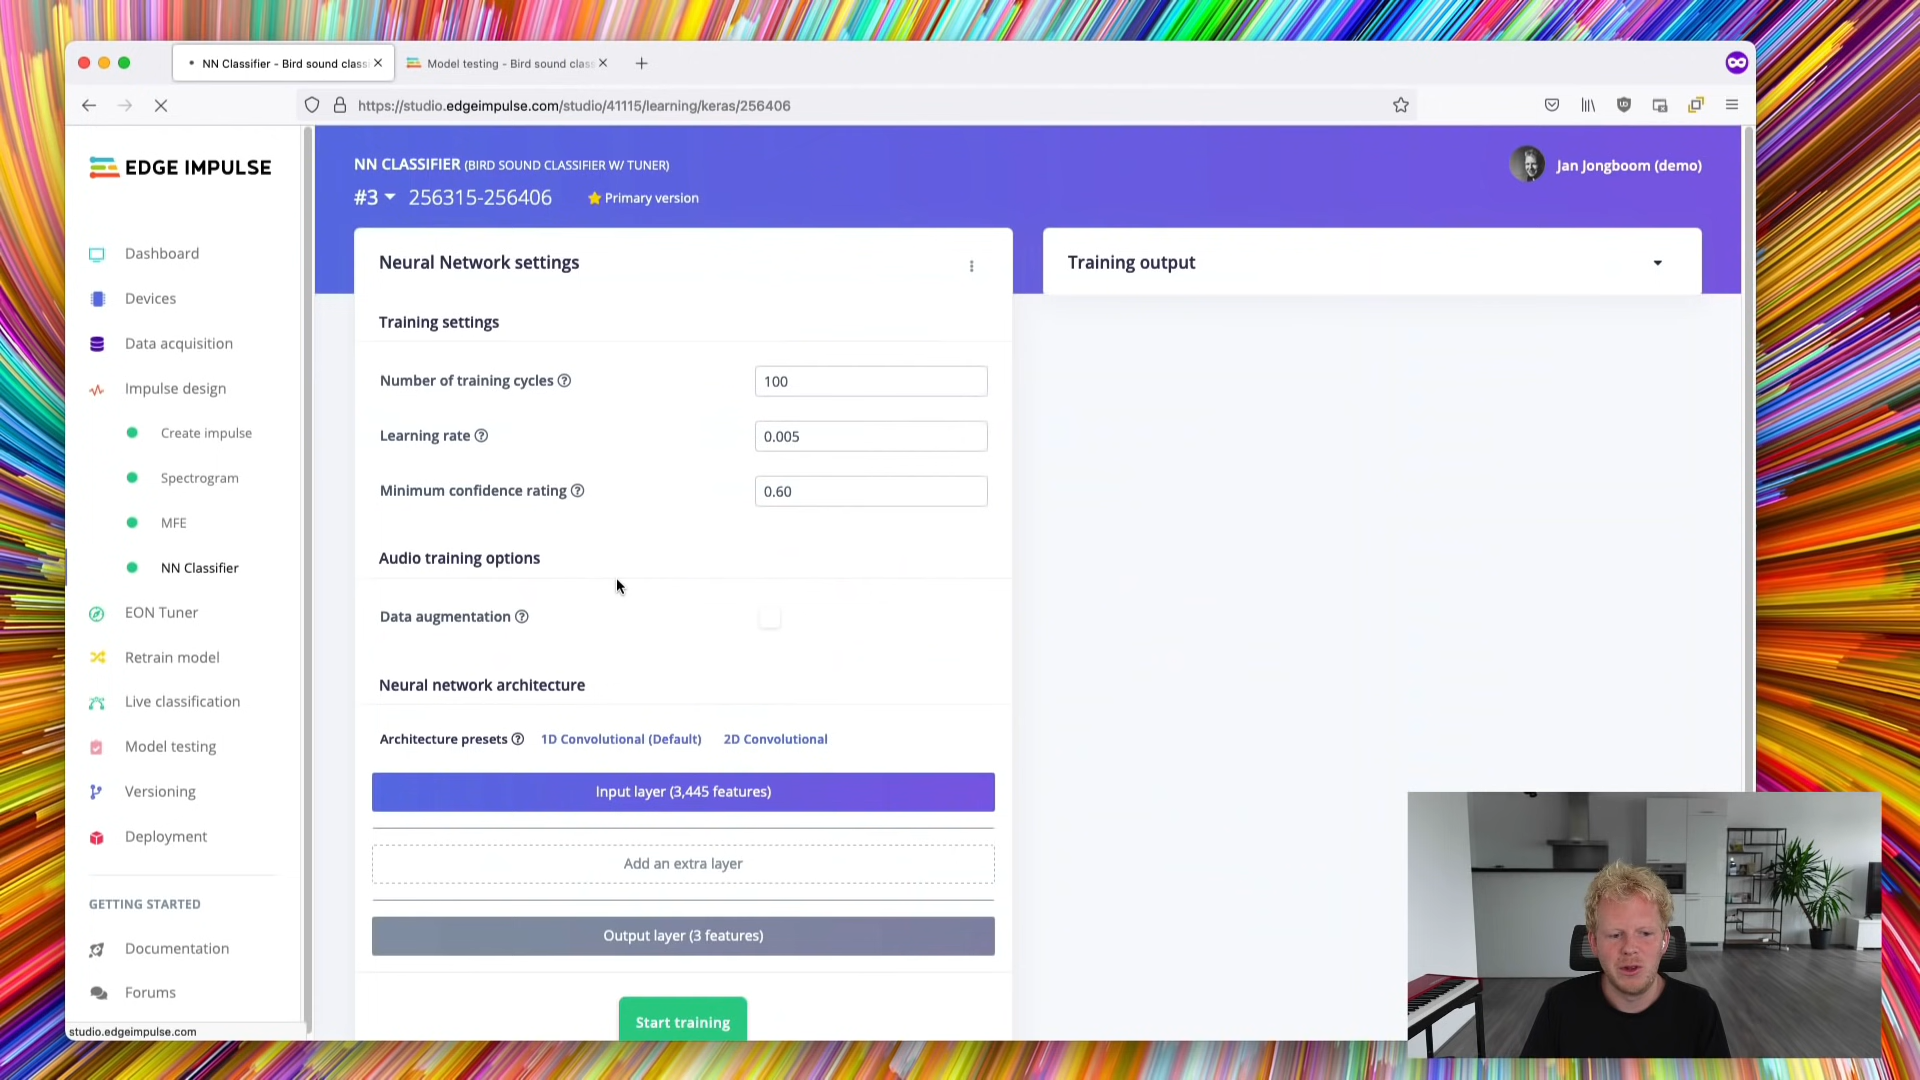 NN Classifier - Bird sound class
Model testing - Bird sound class
https://studio.edgeimpulse.com/studio/41115/learning/keras/256406
EDGE IMPULSE
Dashboard
Devices
Data acquisition
Impulse design
Create impulse
Spectrogram
MFE
NN Classifier
EON Tuner
Retrain model
Live classification
Model testing
Versioning
Deployment
GETTING STARTED
Documentation
Forums
studio.edgeimpulse.com
NN CLASSIFIER (BIRD SOUND CLASSIFIER W/ TUNER)
#3 256315-256406 Primary version
Jan Jongboom (demo)
Neural Network settings
Training settings
Number of training cycles ? 100
Learning rate ? 0.005
Minimum confidence rating ? 0.60
Audio training options
Data augmentation ?
Neural network architecture
Architecture presets ? 1D Convolutional (Default) 2D Convolutional
Input layer (3,445 features)
Add an extra layer
Output layer (3 features)
Start training
Training output